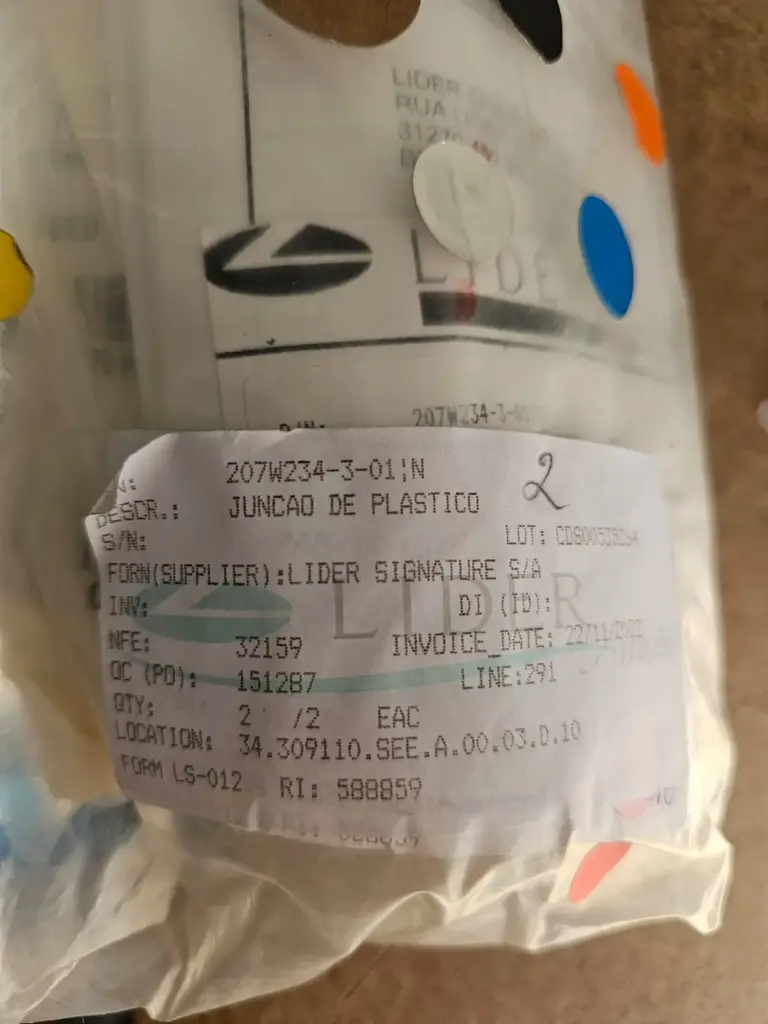 LIDER
RUA
LIDE
207W234-3-01
N: 207W234-3-01¦N
2
DESCR.: JUNCAO DE PLASTICO
S/N: LOT:
FORN(SUPPLIER):LIDER SIGNATURE S/A
INV: DI (ID):
LIDER
NFE: 32159 INVOICE_DATE: 22/11/2022
OC (PO): 151287 LINE:291
QTY: 2 /2 EAC
LOCATION: 34.309110.SEE.A.00.03.D.10
FORM LS-012 RI: 588859